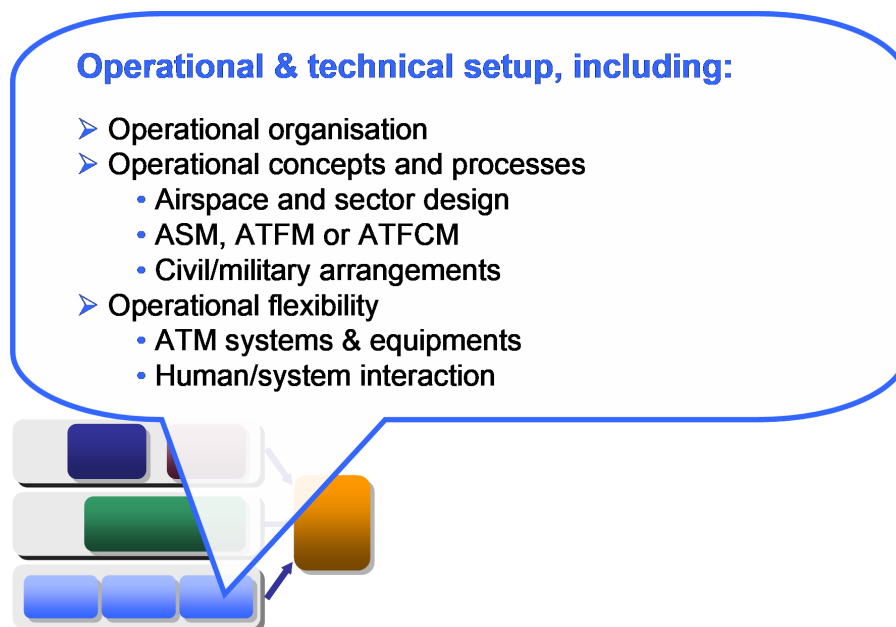 Operational & technical setup, including:
➢ Operational organisation
➢ Operational concepts and processes
• Airspace and sector design
• ASM, ATFM or ATFCM
• Civil/military arrangements
➢ Operational flexibility
• ATM systems & equipments
• Human/system interaction